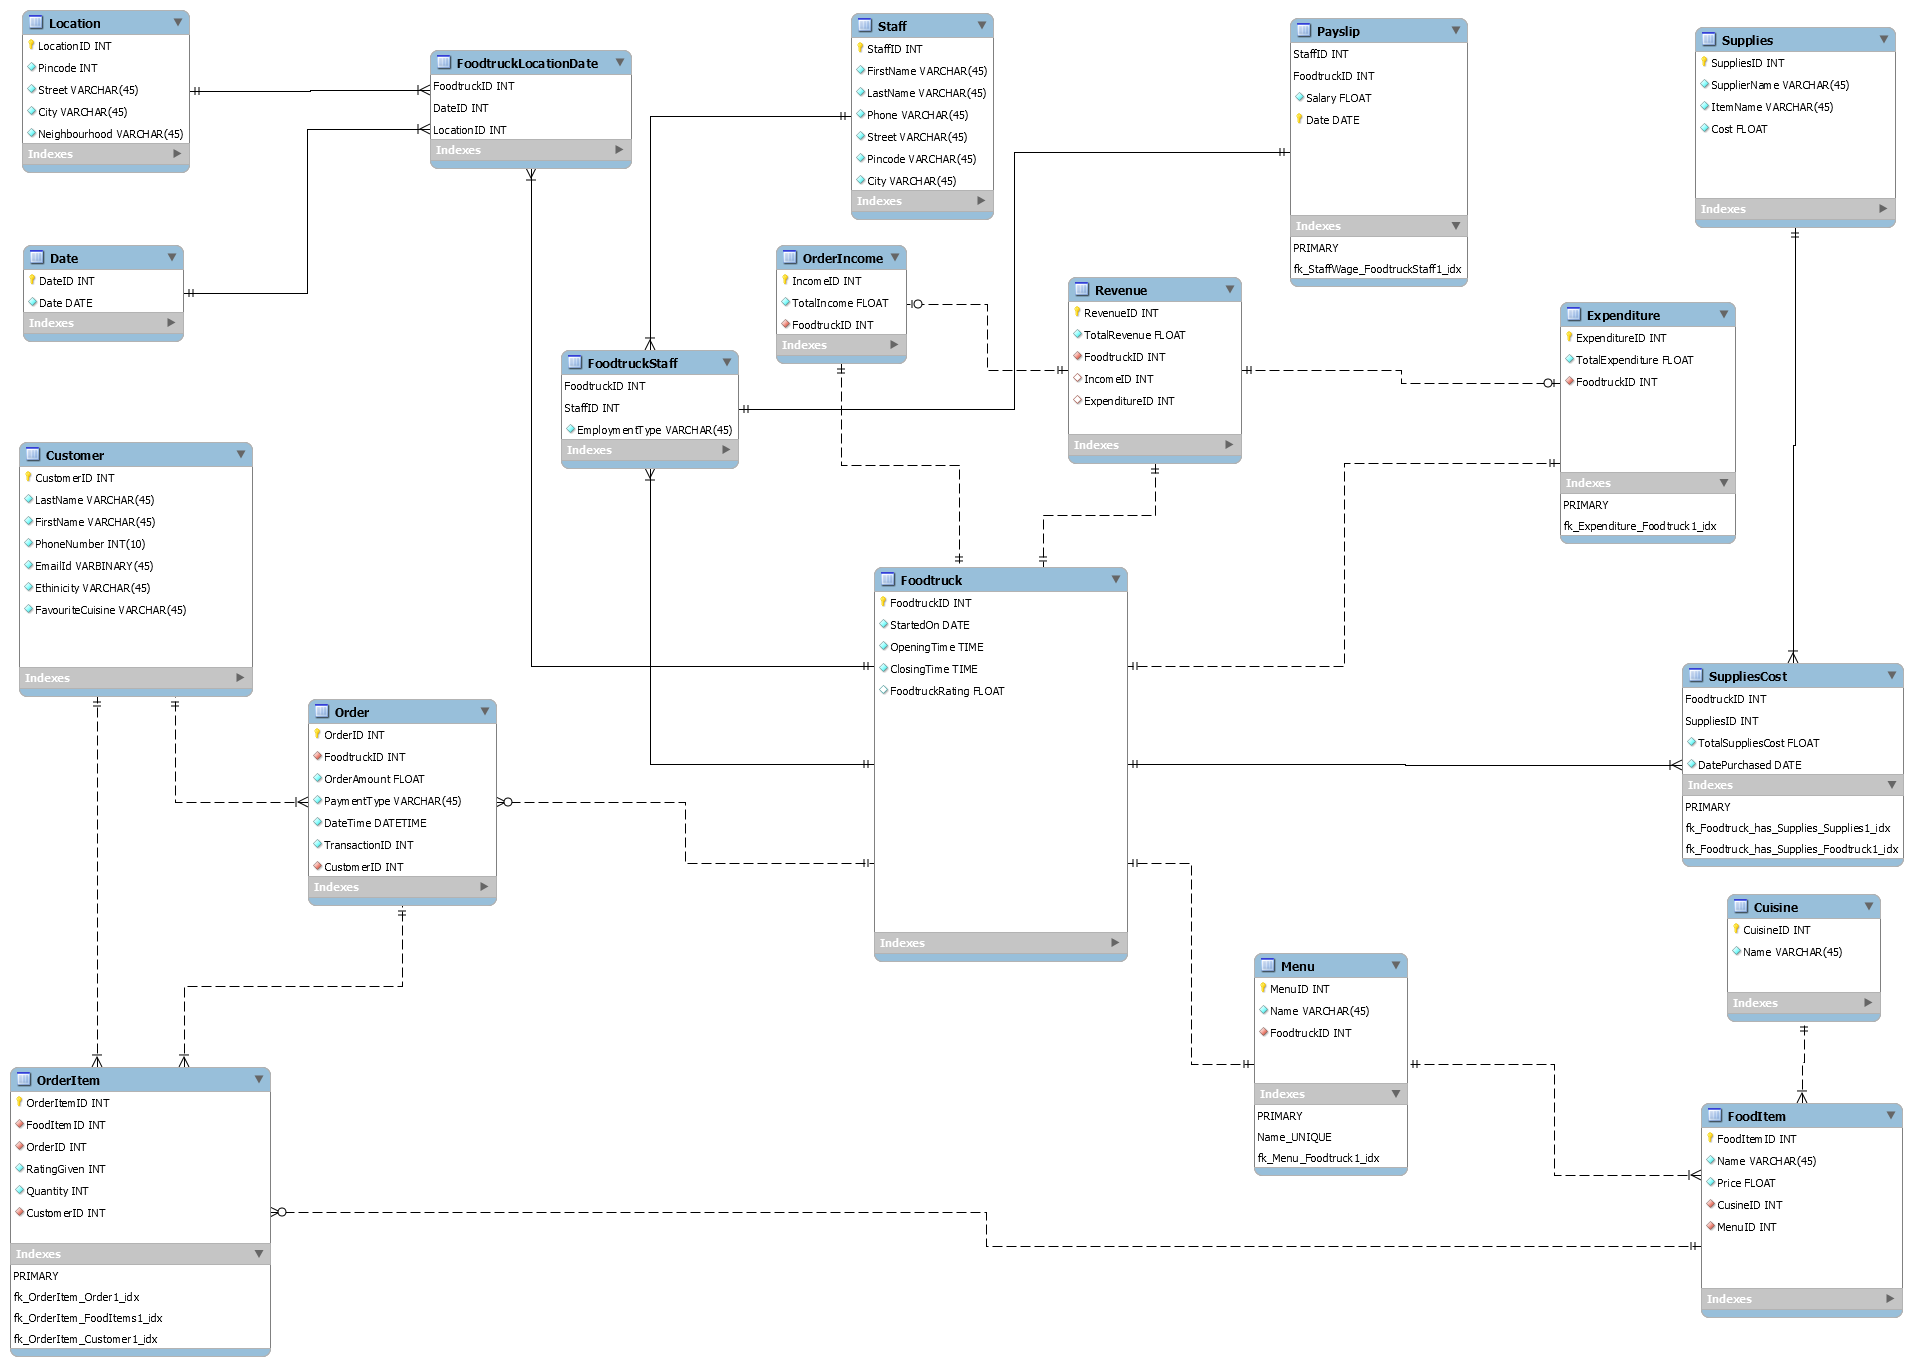 Location
LocationID INT
Pincode INT
Street VARCHAR(45)
City VARCHAR(45)
Neighbourhood VARCHAR(45)
Indexes
FoodtruckLocationDate
FoodtruckID INT
DateID INT
LocationID INT
Indexes
Staff
StaffID INT
FirstName VARCHAR(45)
LastName VARCHAR(45)
Phone VARCHAR(45)
Street VARCHAR(45)
Pincode VARCHAR(45)
City VARCHAR(45)
Indexes
Payslip
StaffID INT
FoodtruckID INT
Salary FLOAT
Date DATE
Indexes
PRIMARY
fk_StaffWage_FoodtruckStaff1_idx
Supplies
SuppliesID INT
SupplierName VARCHAR(45)
ItemName VARCHAR(45)
Cost FLOAT
Indexes
Date
DateID INT
Date DATE
Indexes
OrderIncome
IncomeID INT
TotalIncome FLOAT
FoodtruckID INT
Indexes
Revenue
RevenueID INT
TotalRevenue FLOAT
FoodtruckID INT
IncomeID INT
ExpenditureID INT
Indexes
Expenditure
ExpenditureID INT
TotalExpenditure FLOAT
FoodtruckID INT
Indexes
PRIMARY
fk_Expenditure_Foodtruck1_idx
FoodtruckStaff
FoodtruckID INT
StaffID INT
EmploymentType VARCHAR(45)
Indexes
Customer
CustomerID INT
LastName VARCHAR(45)
FirstName VARCHAR(45)
PhoneNumber INT(10)
EmailId VARBINARY(45)
Ethinicity VARCHAR(45)
FavouriteCuisine VARCHAR(45)
Indexes
Foodtruck
FoodtruckID INT
StartedOn DATE
OpeningTime TIME
ClosingTime TIME
FoodtruckRating FLOAT
Indexes
SuppliesCost
FoodtruckID INT
SuppliesID INT
TotalSuppliesCost FLOAT
DatePurchased DATE
Indexes
PRIMARY
fk_Foodtruck_has_Supplies_Supplies1_idx
fk_Foodtruck_has_Supplies_Foodtruck1_idx
Order
OrderID INT
FoodtruckID INT
OrderAmount FLOAT
PaymentType VARCHAR(45)
DateTime DATETIME
TransactionID INT
CustomerID INT
Indexes
Cuisine
CuisineID INT
Name VARCHAR(45)
Indexes
Menu
MenuID INT
Name VARCHAR(45)
FoodtruckID INT
Indexes
PRIMARY
Name_UNIQUE
fk_Menu_Foodtruck1_idx
OrderItem
OrderItemID INT
FoodItemID INT
OrderID INT
RatingGiven INT
Quantity INT
CustomerID INT
Indexes
PRIMARY
fk_OrderItem_Order1_idx
fk_OrderItem_FoodItems1_idx
fk_OrderItem_Customer1_idx
FoodItem
FoodItemID INT
Name VARCHAR(45)
Price FLOAT
CusineID INT
MenuID INT
Indexes